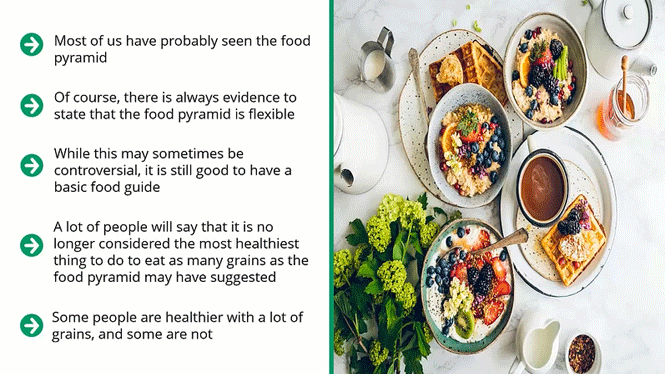 Most of us have probably seen the food
pyramid
Of course, there is always evidence to
state that the food pyramid is flexible
While this may sometimes be
controversial, it is still good to have a
basic food guide
A lot of people will say that it is no
longer considered the most healthiest
thing to do to eat as many grains as the
food pyramid may have suggested
Some people are healthier with a lot of
grains, and some are not